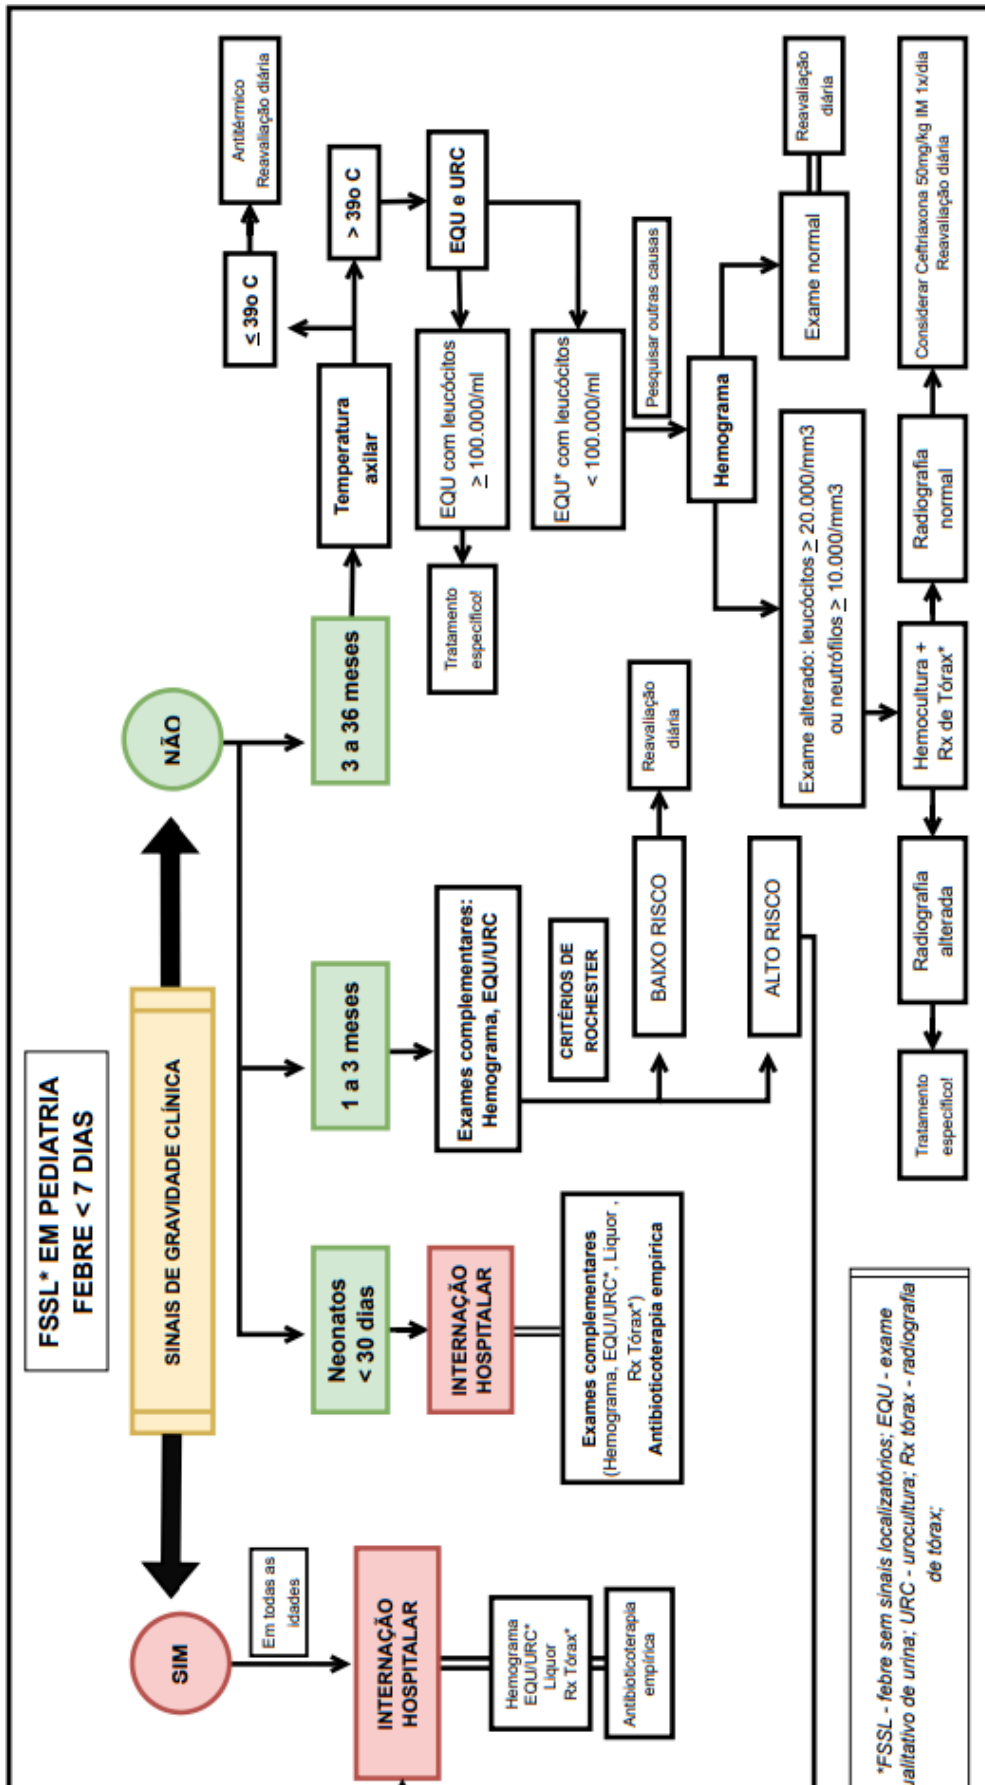 FSSL* EM PEDIATRIA
FEBRE < 7 DIAS
SINAIS DE GRAVIDADE CLÍNICA
SIM
NÃO
Em todas as
idades
INTERNAÇÃO
HOSPITALAR
Hemograma
EQU/URC*
Liquor
Rx Tórax*
Antibioticoterapia
empírica
Neonatos
< 30 dias
INTERNAÇÃO
HOSPITALAR
Exames complementares
(Hemograma, EQU/URC*, Liquor ,
Rx Tórax*)
Antibioticoterapia empírica
1 a 3 meses
Exames complementares:
Hemograma, EQU/URC
CRITÉRIOS DE
ROCHESTER
BAIXO RISCO
Reavaliação
diária
ALTO RISCO
3 a 36 meses
Temperatura
axilar
≤ 39o C
Antitérmico
Reavaliação diária
> 39o C
EQU e URC
EQU com leucócitos
≥ 100.000/ml
Tratamento
específico!
EQU* com leucócitos
< 100.000/ml
Pesquisar outras causas
Hemograma
Exame normal
Reavaliação
diária
Exame alterado: leucócitos ≥ 20.000/mm3
ou neutrófilos ≥ 10.000/mm3
Hemocultura +
Rx de Tórax*
Radiografia
alterada
Tratamento
específico!
Radiografia
normal
Considerar Ceftriaxona 50mg/kg IM 1x/dia
Reavaliação diária
*FSSL - febre sem sinais localizatórios; EQU - exame
ualitativo de urina; URC - urocultura; Rx tórax - radiografia
de tórax;